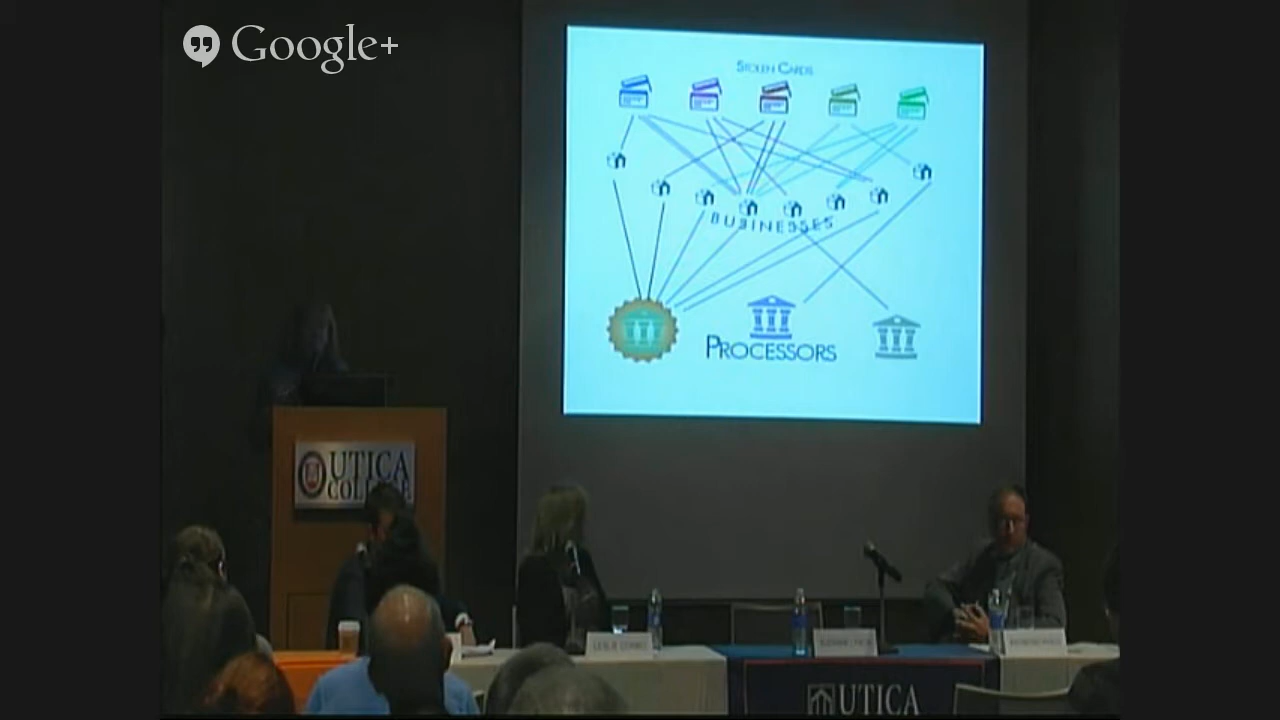 Google+
STOLEN CARDS
BUSINESSES
PROCESSORS
UTICA
COLLEGE
UTICA